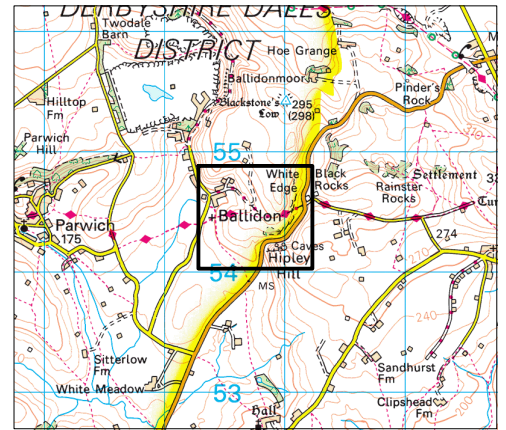 DERBYSHIRE DALES
DISTRICT
Twodale
Barn
Hoe Grange
Ballidonmoor
Pinder's
Rock
Hilltop
Fm
Blackstone's
Low
295
(298)
270
Parwich
Hill
55
White
Edge
Black
Rocks
Rainster
Rocks
Settlement
Ballidon
Parwich
175
274
Caves
Hipley
Hill
54
MS
240
Sitterlow
Fm
White Meadow
Sandhurst
Fm
53
Hall
Clipshead
Fm
200